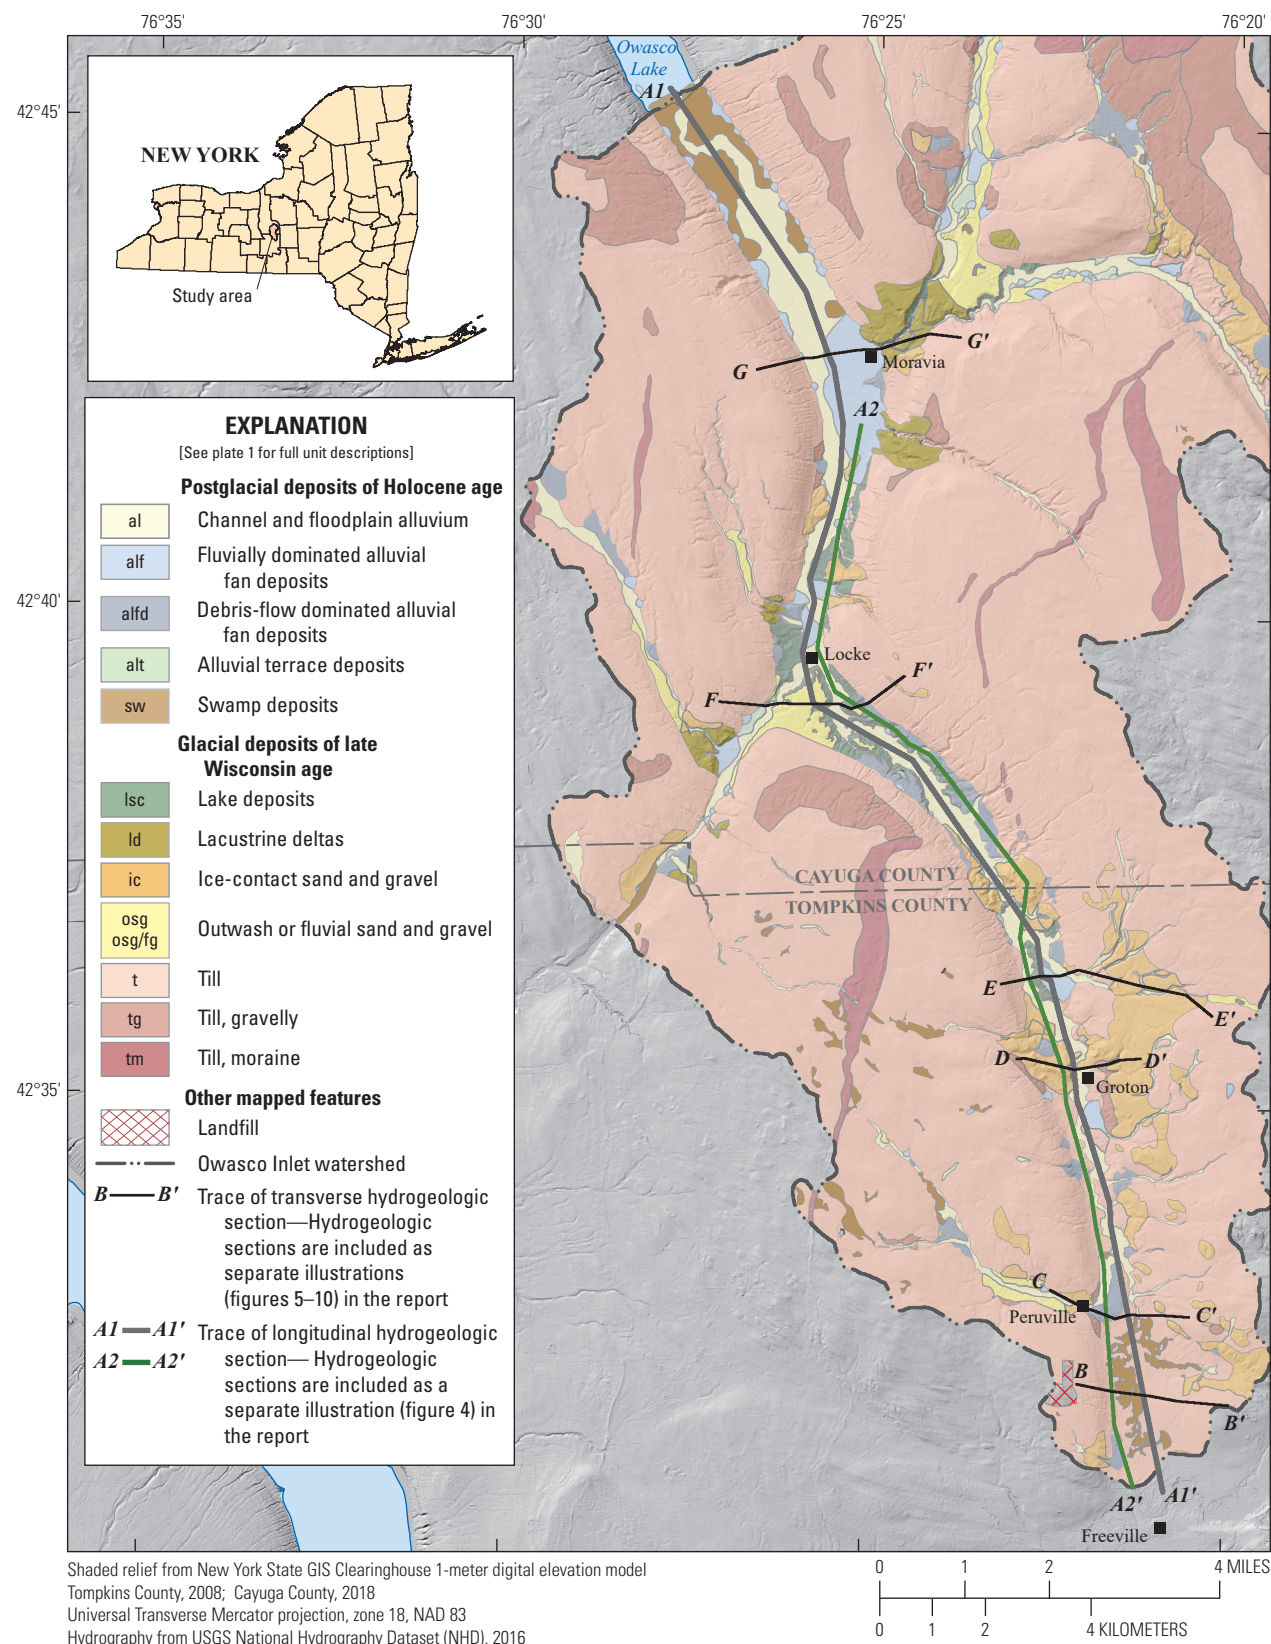 76°35'
76°30'
76°25'
76°20'
42°45'
42°40'
42°35'
NEW YORK
Study area
EXPLANATION
[See plate 1 for full unit descriptions]
Postglacial deposits of Holocene age
al
Channel and floodplain alluvium
alf
Fluvially dominated alluvial
fan deposits
alfd
Debris-flow dominated alluvial
fan deposits
alt
Alluvial terrace deposits
sw
Swamp deposits
Glacial deposits of late
Wisconsin age
lsc
Lake deposits
ld
Lacustrine deltas
ic
Ice-contact sand and gravel
osg
osg/fg
Outwash or fluvial sand and gravel
t
Till
tg
Till, gravelly
tm
Till, moraine
Other mapped features
Landfill
Owasco Inlet watershed
B B'
Trace of transverse hydrogeologic
section—Hydrogeologic
sections are included as
separate illustrations
(figures 5–10) in the report
A1 A1'
A2 A2'
Trace of longitudinal hydrogeologic
section— Hydrogeologic
sections are included as a
separate illustration (figure 4) in
the report
Owasco
Lake
A1
G
G'
Moravia
A2
Locke
F
F'
CAYUGA COUNTY
TOMPKINS COUNTY
E
E'
D
D'
Groton
C
C'
Peruville
B
B'
A2'
A1'
Freeville
Shaded relief from New York State GIS Clearinghouse 1-meter digital elevation model
Tompkins County, 2008; Cayuga County, 2018
Universal Transverse Mercator projection, zone 18, NAD 83
Hydrography from USGS National Hydrography Dataset (NHD), 2016
0 1 2 4 MILES
0 1 2 4 KILOMETERS